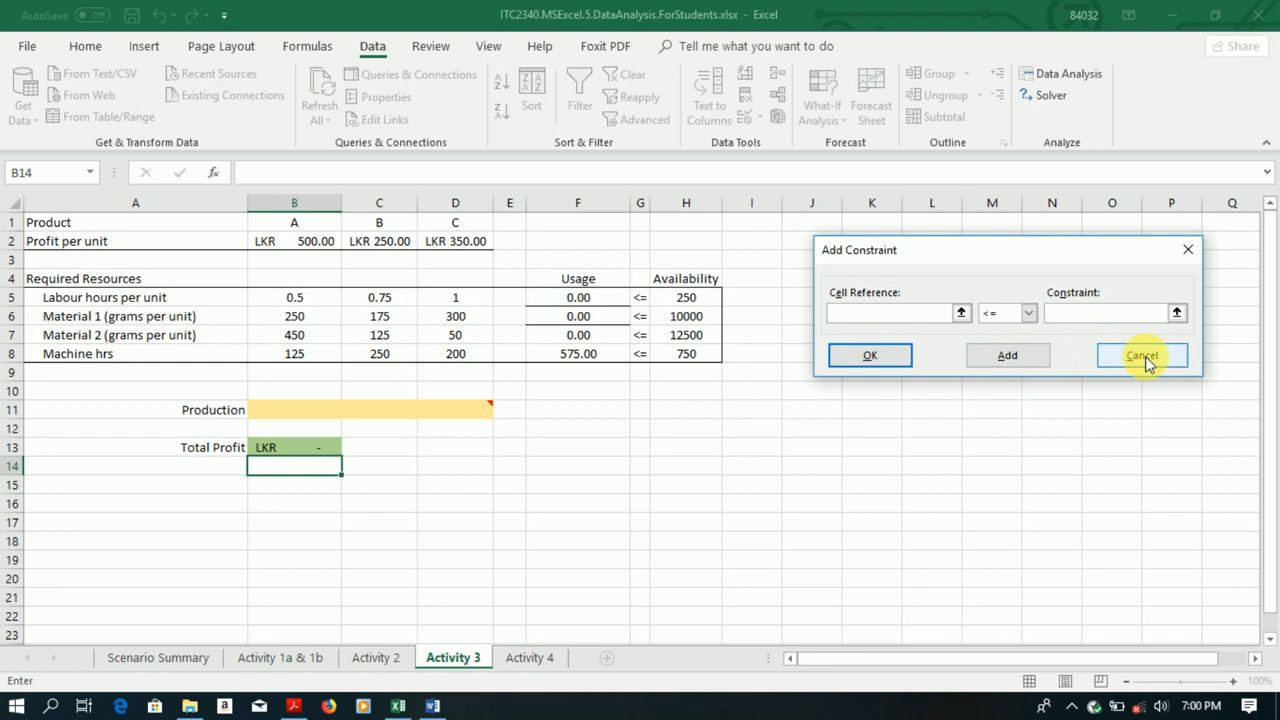 AutoSave Off
ITC2340.MSExcel.5.DataAnalysis.ForStudents.xlsx - Excel
84032
File Home Insert Page Layout Formulas Data Review View Help Foxit PDF Tell me what you want to do Share
Get Data
From Text/CSV
From Web
From Table/Range
Recent Sources
Existing Connections
Get & Transform Data
Refresh All
Queries & Connections
Properties
Edit Links
Queries & Connections
Sort
Filter
Clear
Reapply
Advanced
Sort & Filter
Text to Columns
Data Tools
What-If Analysis
Forecast Sheet
Forecast
Group
Ungroup
Subtotal
Outline
Data Analysis
Solver
Analyze
B14 fx
A B C D E F G H I J K L M N O P Q
1 Product A B C
2 Profit per unit LKR 500.00 LKR 250.00 LKR 350.00
3
4 Required Resources Usage Availability
5 Labour hours per unit 0.5 0.75 1 0.00 <= 250
6 Material 1 (grams per unit) 250 175 300 0.00 <= 10000
7 Material 2 (grams per unit) 450 125 50 0.00 <= 12500
8 Machine hrs 125 250 200 575.00 <= 750
9
10
11 Production
12
13 Total Profit LKR -
14
15
16
17
18
19
20
21
22
23
Add Constraint
Cell Reference: Constraint:
<=
OK Add Cancel
Scenario Summary Activity 1a & 1b Activity 2 Activity 3 Activity 4
Enter 100%
7:00 PM